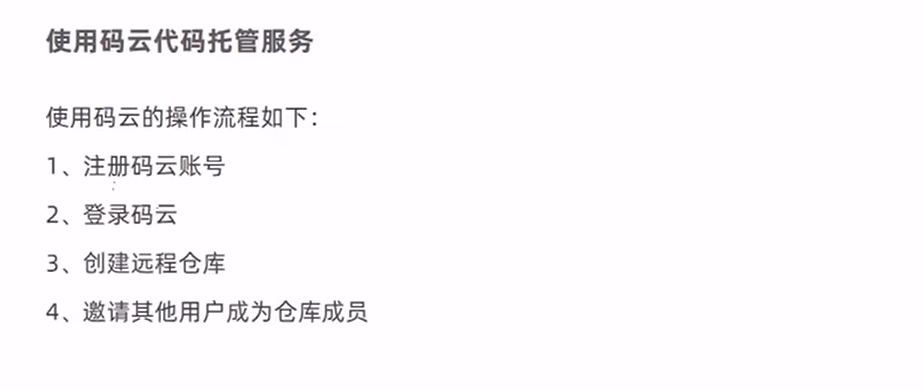 使用码云代码托管服务
使用码云的操作流程如下：
1、注册码云账号
2、登录码云
3、创建远程仓库
4、邀请其他用户成为仓库成员